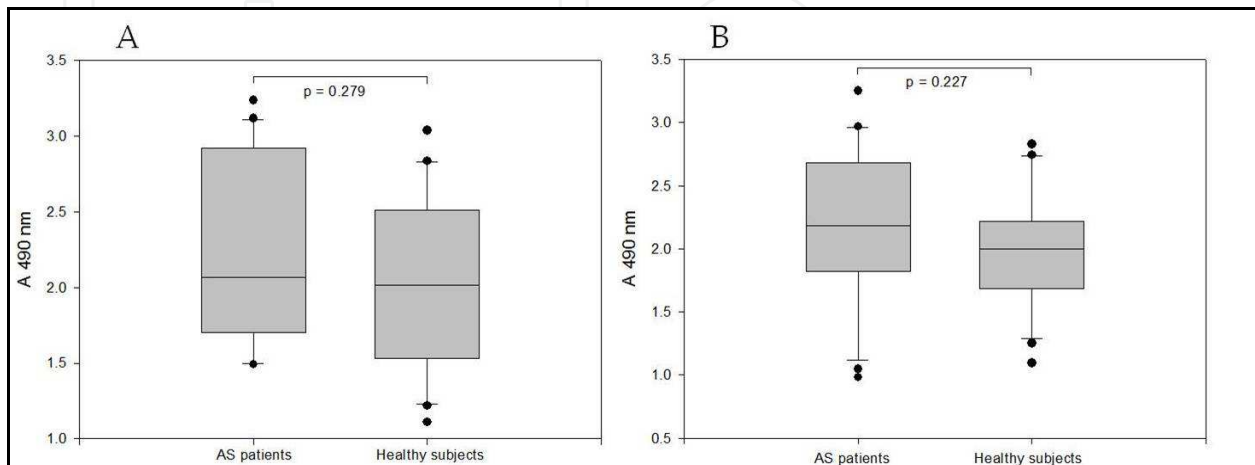 A
3.5
p = 0.279
3.0
2.5
2.0
1.5
1.0
A 490 nm
AS patients Healthy subjects
B
3.5
p = 0.227
3.0
2.5
2.0
1.5
1.0
0.5
A 490 nm
AS patients Healthy subjects